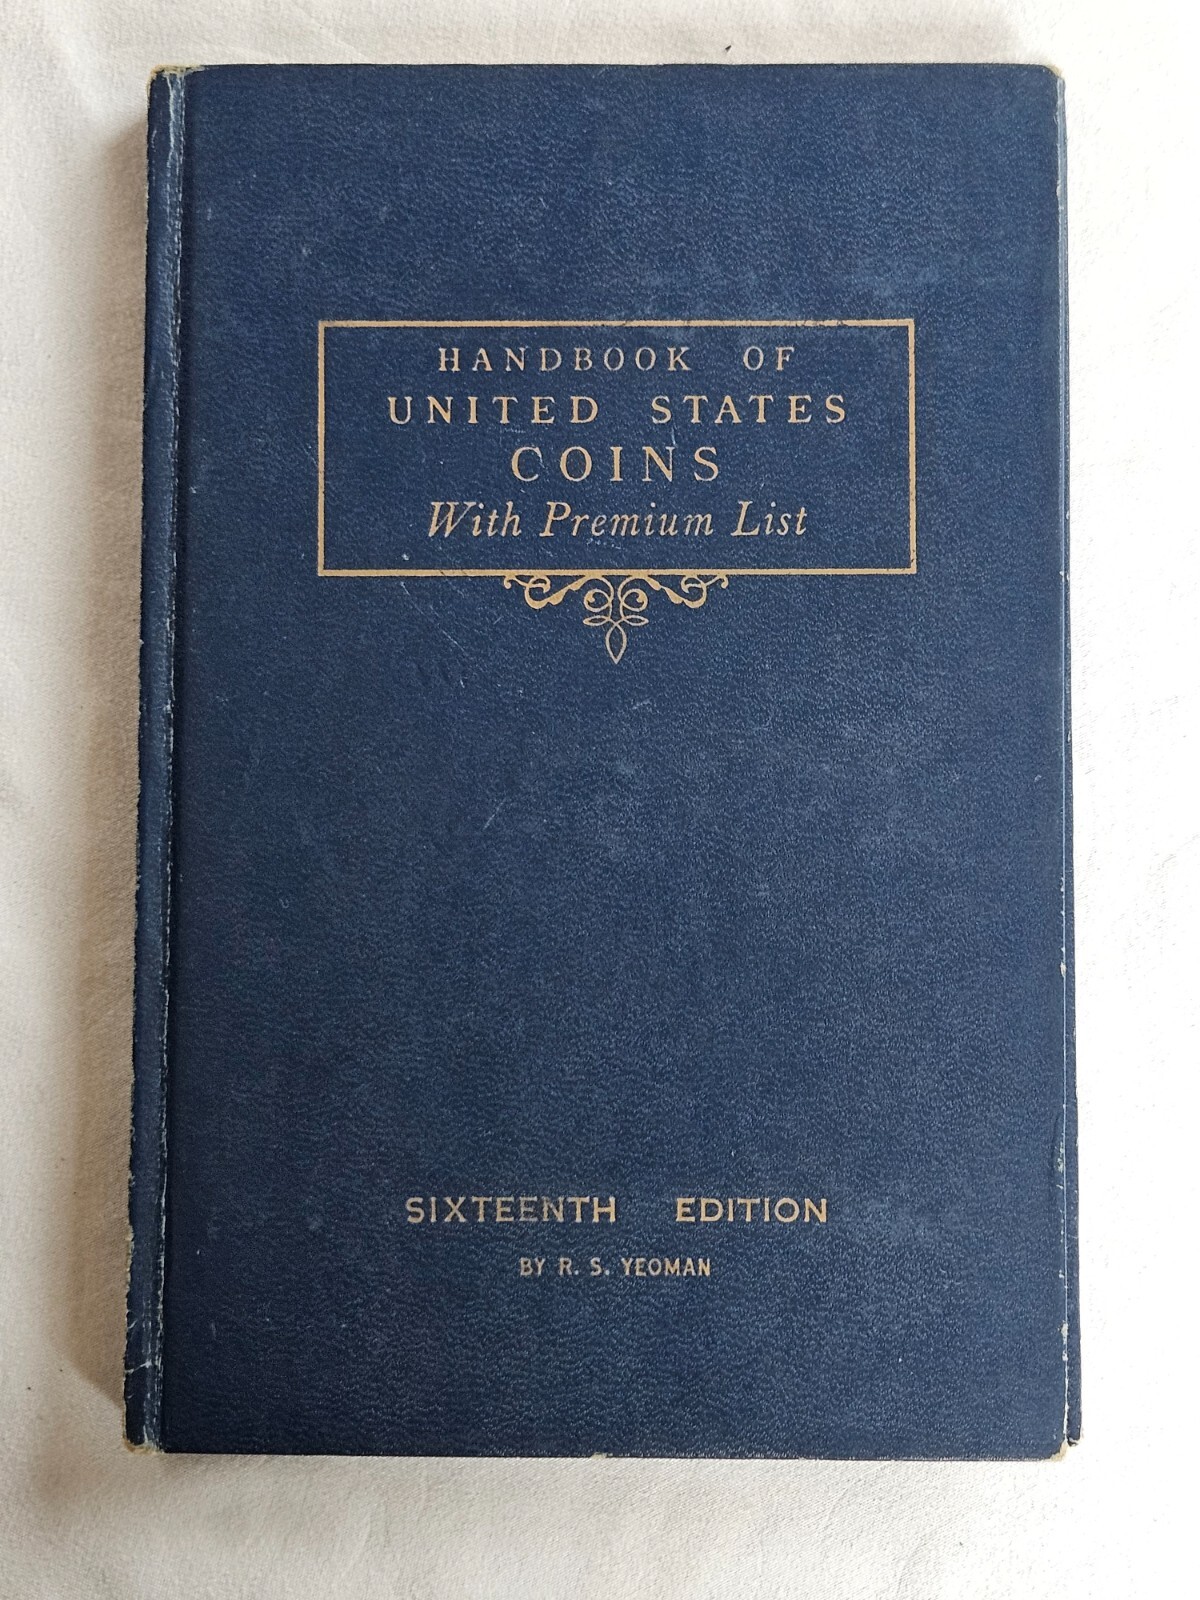 HANDBOOK OF
UNITED STATES
COINS
With Premium List
SIXTEENTH EDITION
BY R. S. YEOMAN